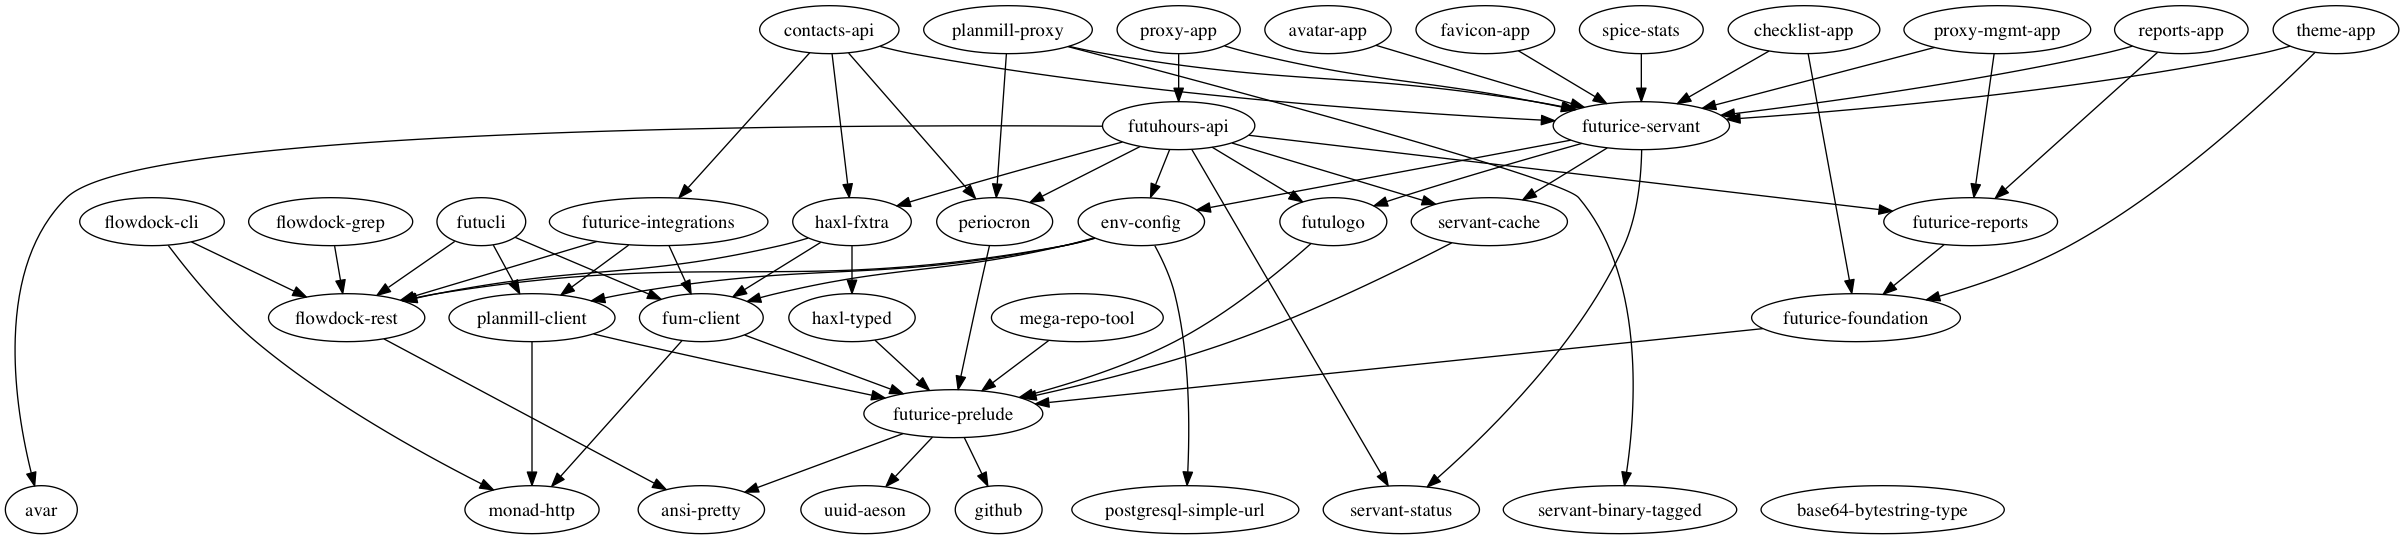 contacts-api
planmill-proxy
proxy-app
avatar-app
favicon-app
spice-stats
checklist-app
proxy-mgmt-app
reports-app
theme-app
futuhours-api
futurice-servant
flowdock-cli
flowdock-grep
futucli
futurice-integrations
haxl-fxtra
periocron
env-config
futulogo
servant-cache
futurice-reports
flowdock-rest
planmill-client
fum-client
haxl-typed
mega-repo-tool
futurice-foundation
futurice-prelude
avar
monad-http
ansi-pretty
uuid-aeson
github
postgresql-simple-url
servant-status
servant-binary-tagged
base64-bytestring-type